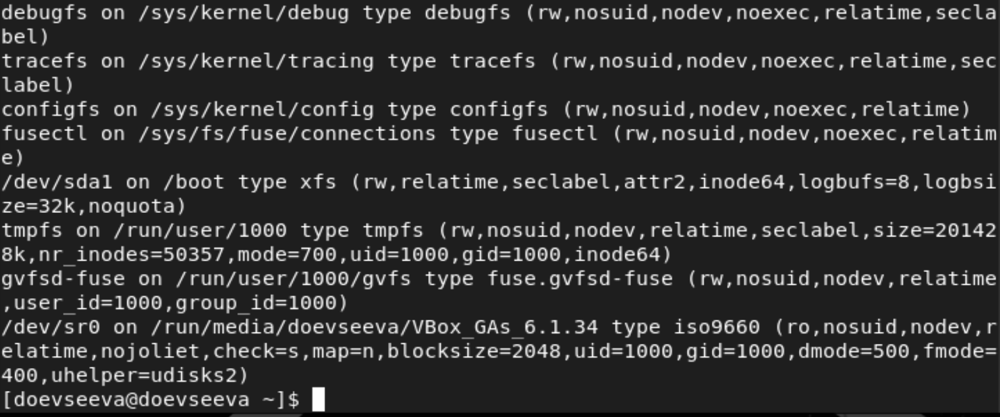 debugfs on /sys/kernel/debug type debugfs (rw,nosuid,nodev,noexec,relatime,secla
bel)
tracefs on /sys/kernel/tracing type tracefs (rw,nosuid,nodev,noexec,relatime,sec
label)
configfs on /sys/kernel/config type configfs (rw,nosuid,nodev,noexec,relatime)
fusectl on /sys/fs/fuse/connections type fusectl (rw,nosuid,nodev,noexec,relatim
e)
/dev/sda1 on /boot type xfs (rw,relatime,seclabel,attr2,inode64,logbufs=8,logbsi
ze=32k,noquota)
tmpfs on /run/user/1000 type tmpfs (rw,nosuid,nodev,relatime,seclabel,size=20142
8k,nr_inodes=50357,mode=700,uid=1000,gid=1000,inode64)
gvfsd-fuse on /run/user/1000/gvfs type fuse.gvfsd-fuse (rw,nosuid,nodev,relatime
,user_id=1000,group_id=1000)
/dev/sr0 on /run/media/doevseeva/VBox_GAs_6.1.34 type iso9660 (ro,nosuid,nodev,r
elatime,nojoliet,check=s,map=n,blocksize=2048,uid=1000,gid=1000,dmode=500,fmode=
400,uhelper=udisks2)
[doevseeva@doevseeva ~]$